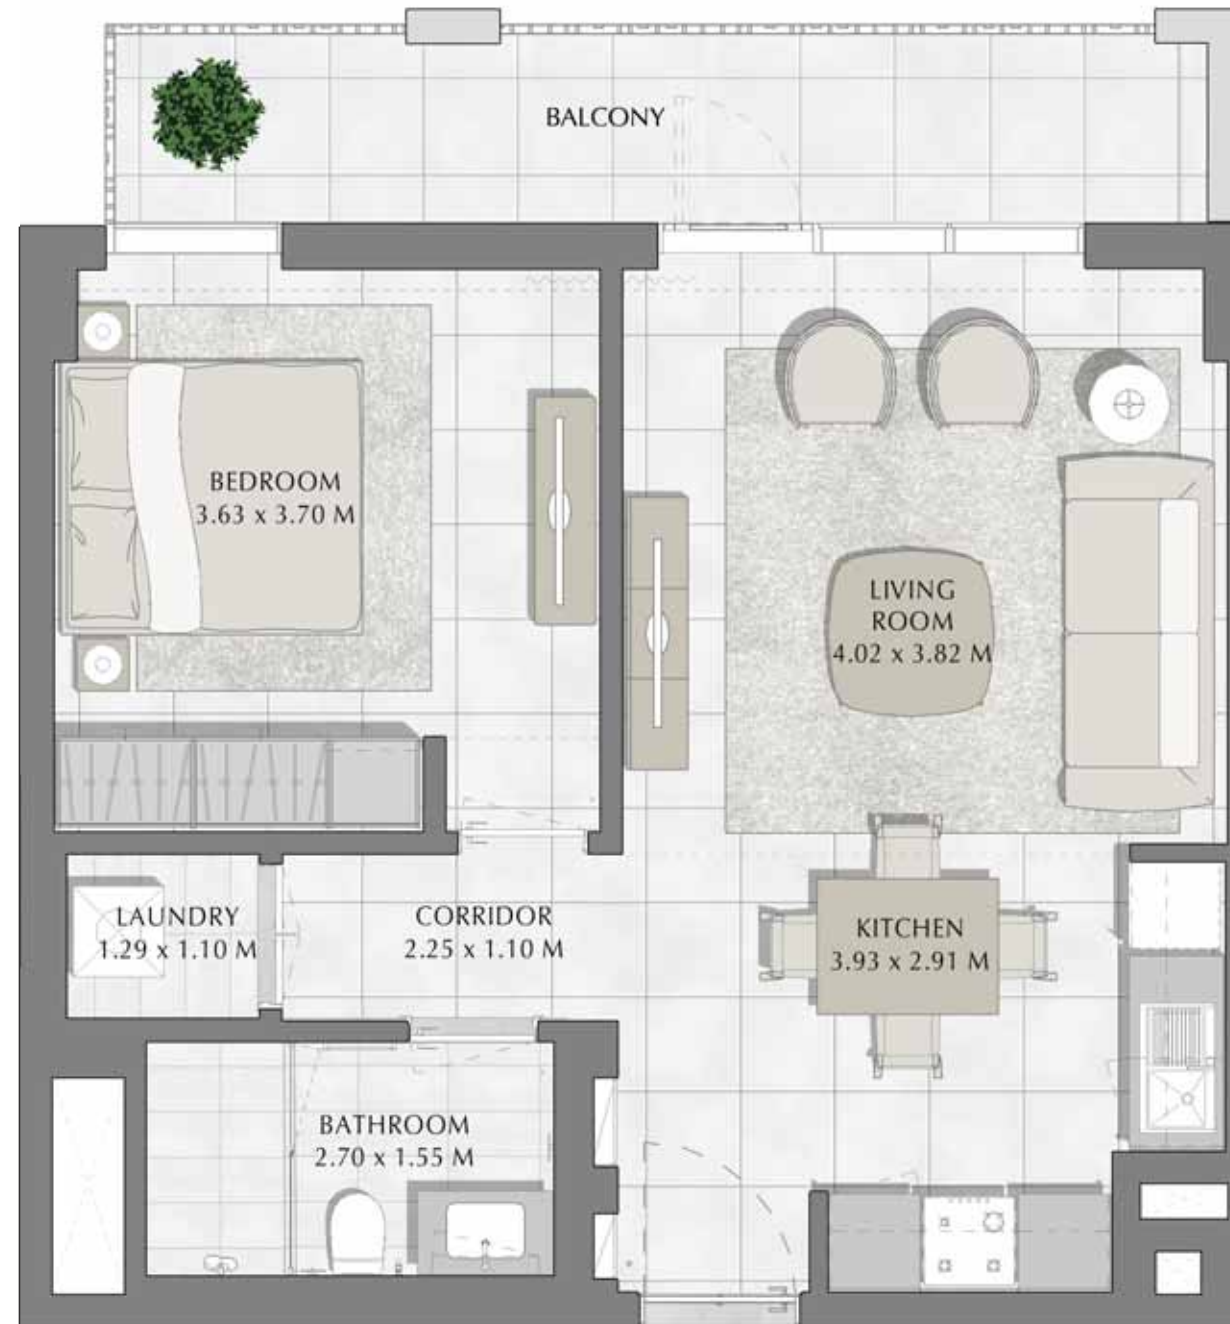 BALCONY
BEDROOM
3.63 x 3.70 M
LIVING
ROOM
4.02 x 3.82 M
LAUNDRY
1.29 x 1.10 M
CORRIDOR
2.25 x 1.10 M
KITCHEN
3.93 x 2.91 M
BATHROOM
2.70 x 1.55 M